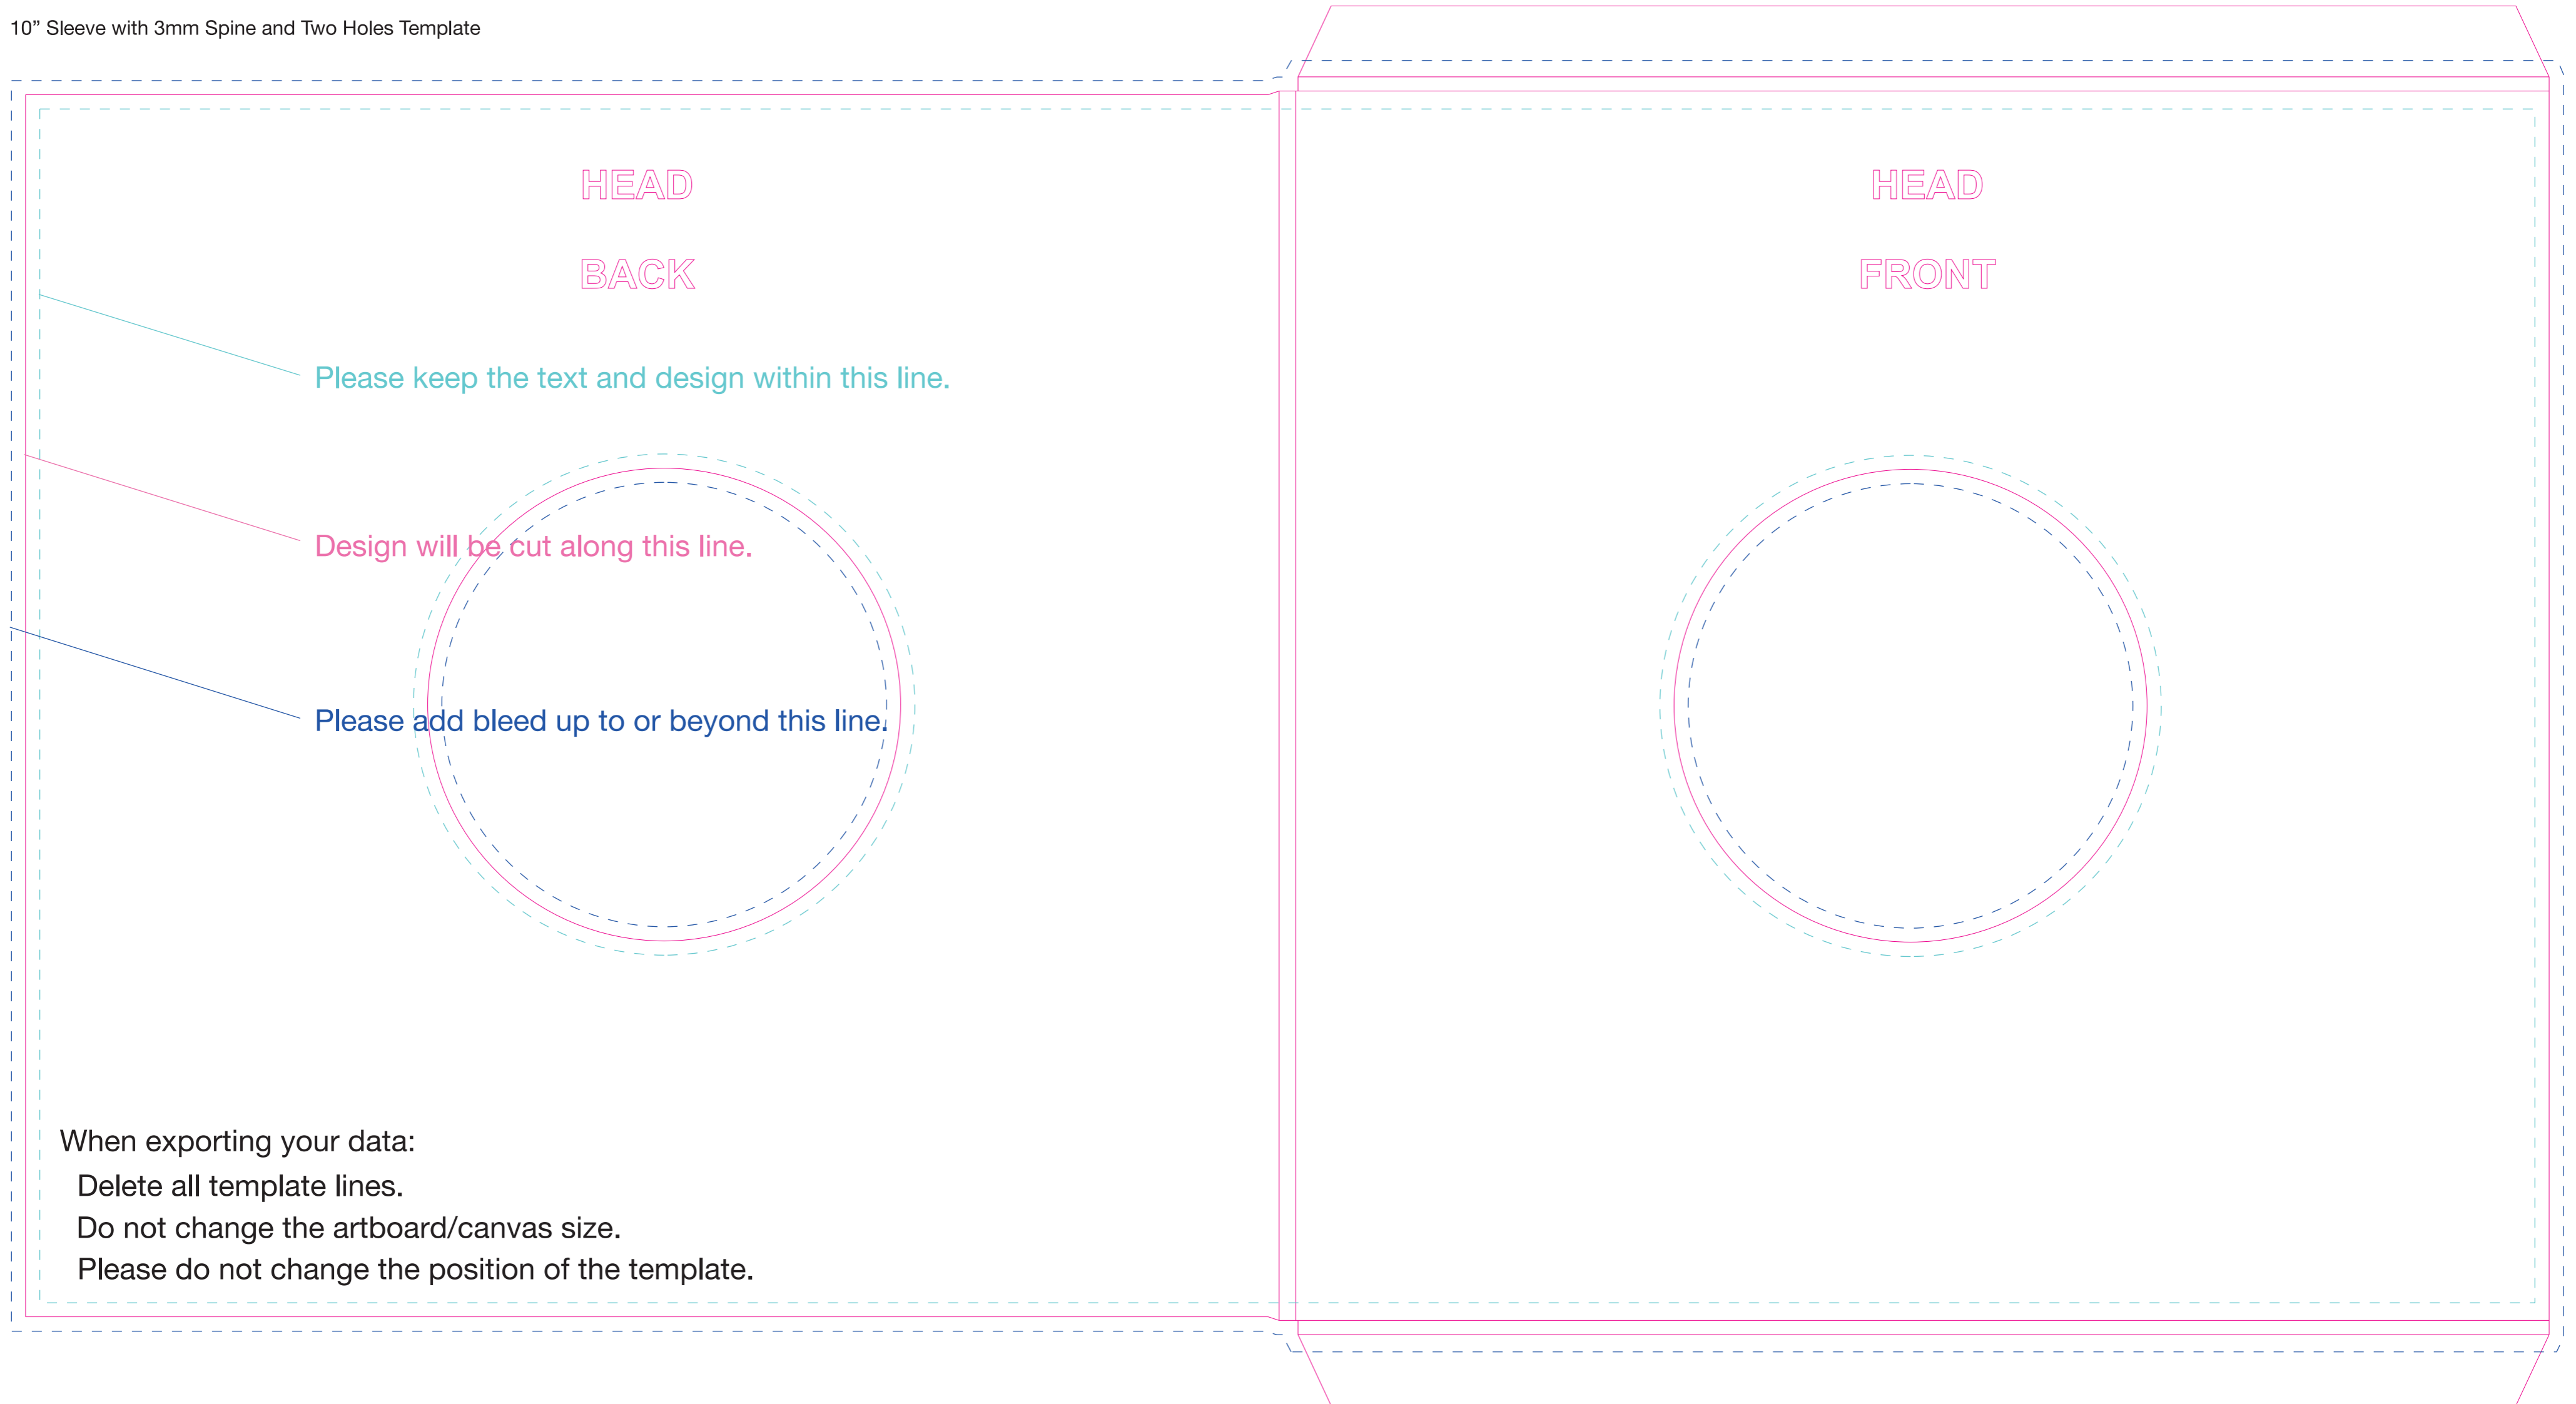 10” Sleeve with 3mm Spine and Two Holes Template
HEAD
BACK
HEAD
FRONT
Please keep the text and design within this line.
Design will be cut along this line.
Please add bleed up to or beyond this line.
When exporting your data:
Delete all template lines.
Do not change the artboard/canvas size.
Please do not change the position of the template.